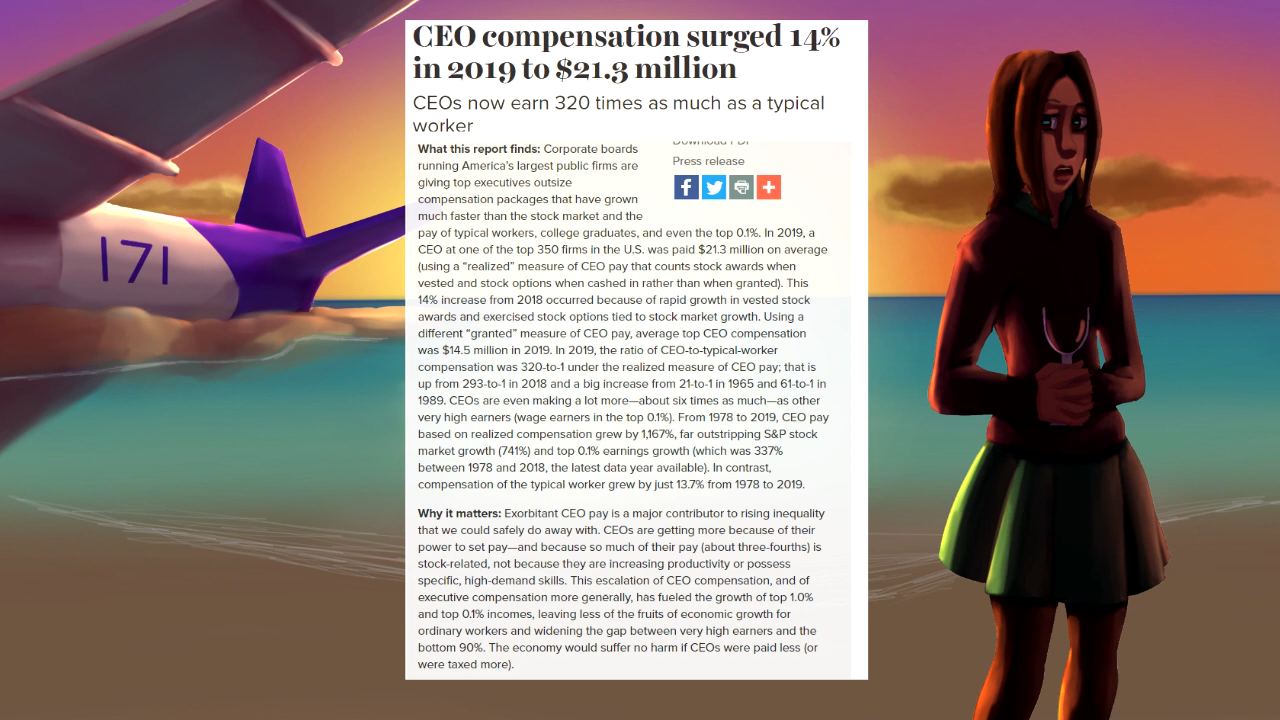 CEO compensation surged 14%
in 2019 to $21.3 million
CEOs now earn 320 times as much as a typical
worker
What this report finds: Corporate boards
running America's largest public firms are
giving top executives outsize
compensation packages that have grown
much faster than the stock market and the
pay of typical workers, college graduates, and even the top 0.1%. In 2019, a
CEO at one of the top 350 firms in the U.S. was paid $21.3 million on average
(using a "realized" measure of CEO pay that counts stock awards when
vested and stock options when cashed in rather than when granted). This
14% increase from 2018 occurred because of rapid growth in vested stock
awards and exercised stock options tied to stock market growth. Using a
different "granted" measure of CEO pay, average top CEO compensation
was $14.5 million in 2019. In 2019, the ratio of CEO-to-typical-worker
compensation was 320-to-1 under the realized measure of CEO pay; that is
up from 293-to-1 in 2018 and a big increase from 21-to-1 in 1965 and 61-to-1 in
1989. CEOs are even making a lot more—about six times as much—as other
very high earners (wage earners in the top 0.1%). From 1978 to 2019, CEO pay
based on realized compensation grew by 1,167%, far outstripping S&P stock
market growth (741%) and top 0.1% earnings growth (which was 337%
between 1978 and 2018, the latest data year available). In contrast,
compensation of the typical worker grew by just 13.7% from 1978 to 2019.
Why it matters: Exorbitant CEO pay is a major contributor to rising inequality
that we could safely do away with. CEOs are getting more because of their
power to set pay—and because so much of their pay (about three-fourths) is
stock-related, not because they are increasing productivity or possess
specific, high-demand skills. This escalation of CEO compensation, and of
executive compensation more generally, has fueled the growth of top 1.0%
and top 0.1% incomes, leaving less of the fruits of economic growth for
ordinary workers and widening the gap between very high earners and the
bottom 90%. The economy would suffer no harm if CEOs were paid less (or
were taxed more).
Download PDF
Press release
171